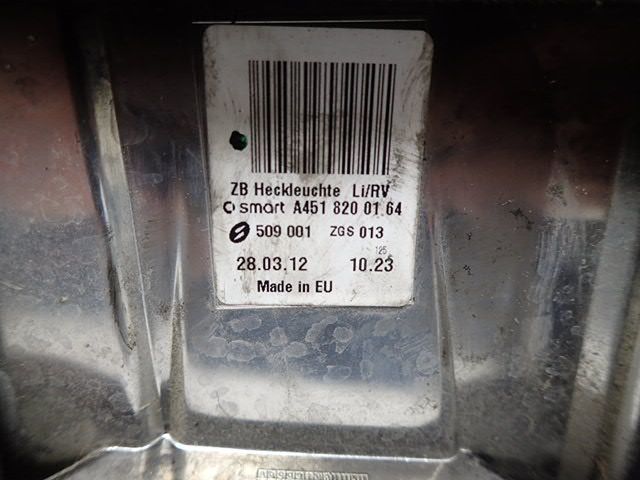 ZB Heckleuchte Li/RV
smart A451 820 01 64
509 001 ZGS 013
125
28.03.12 10.23
Made in EU